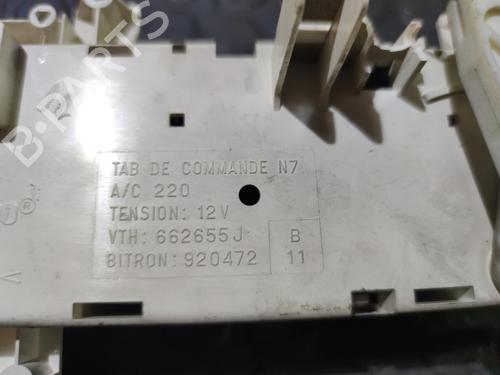 B-PARTS
TAB DE COMMANDE N7
A/C 220
TENSION: 12V
VTH: 662655J B
BITRON: 920472 11